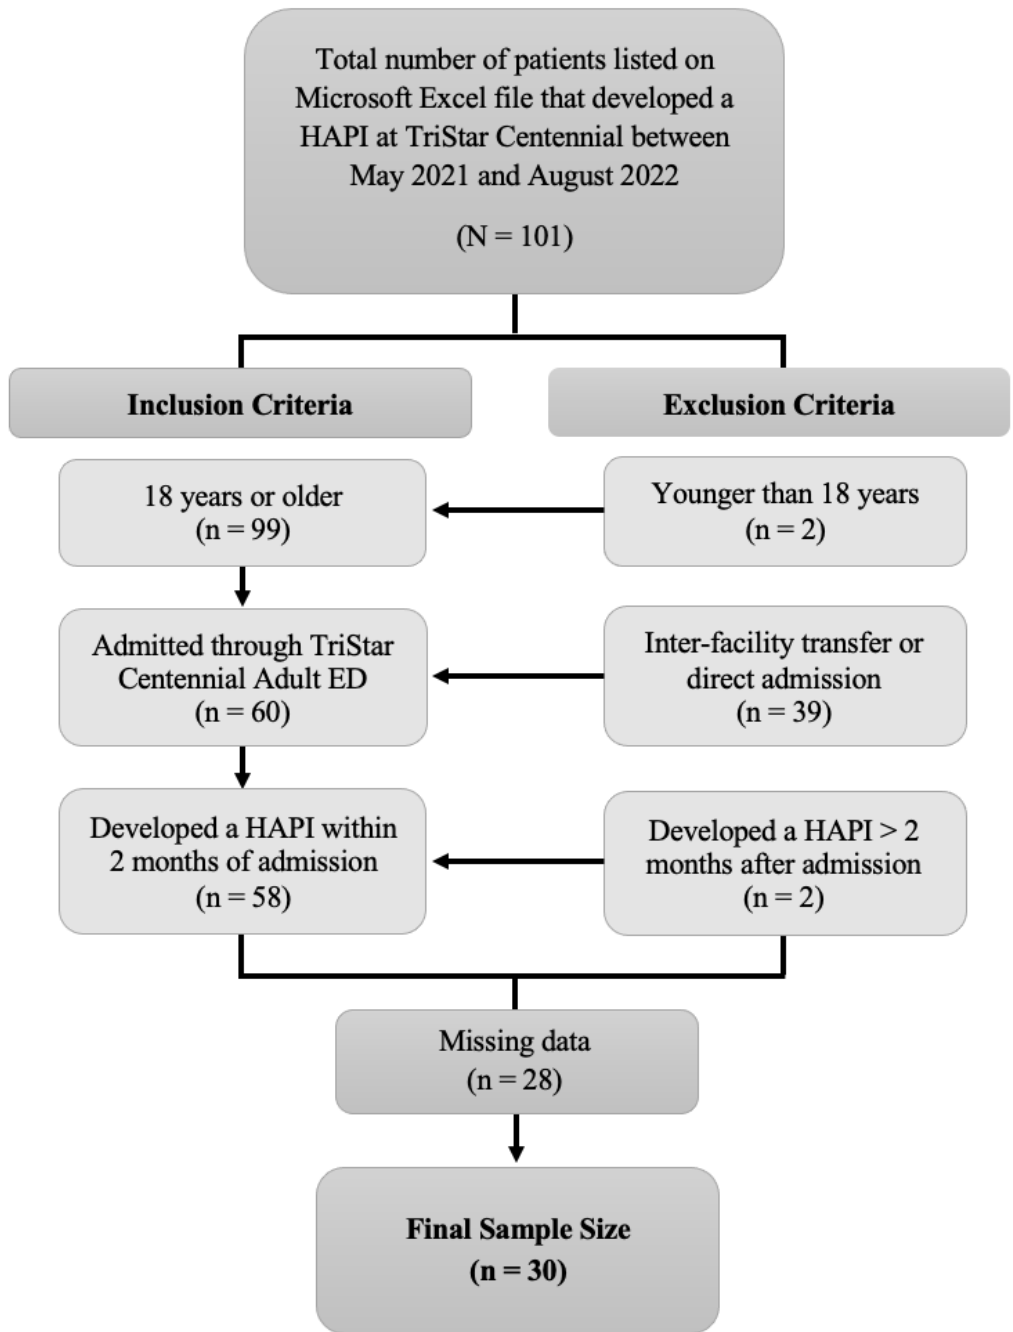 Total number of patients listed on
Microsoft Excel file that developed a
HAPI at TriStar Centennial between
May 2021 and August 2022
(N = 101)
Inclusion Criteria
Exclusion Criteria
18 years or older
(n = 99)
Younger than 18 years
(n = 2)
Admitted through TriStar
Centennial Adult ED
(n = 60)
Inter-facility transfer or
direct admission
(n = 39)
Developed a HAPI within
2 months of admission
(n = 58)
Developed a HAPI > 2
months after admission
(n = 2)
Missing data
(n = 28)
Final Sample Size
(n = 30)